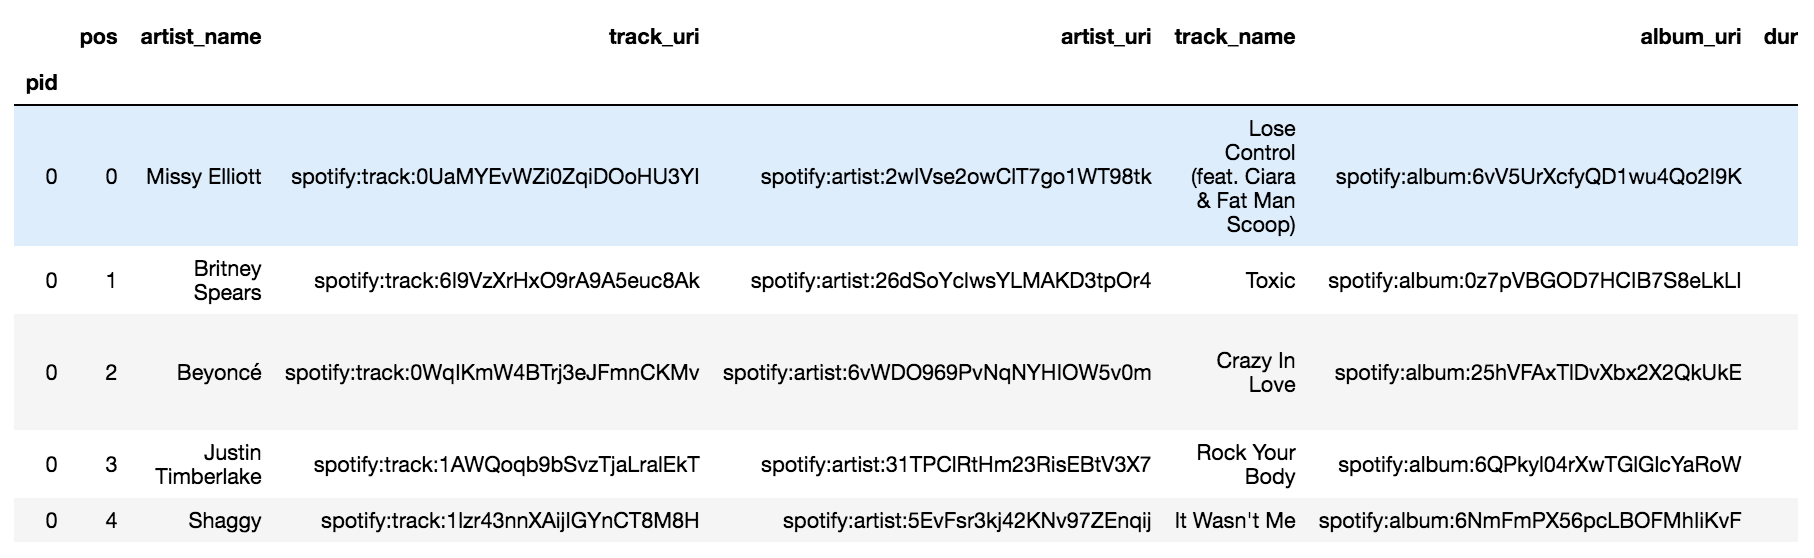 pos artist_name track_uri artist_uri track_name album_uri dur
pid
0 0 Missy Elliott spotify:track:0UaMYEvWZi0ZqiDOoHU3YI spotify:artist:2wIVse2owClT7go1WT98tk Lose Control (feat. Ciara & Fat Man Scoop) spotify:album:6vV5UrXcfyQD1wu4Qo2I9K
0 1 Britney Spears spotify:track:6I9VzXrHxO9rA9A5euc8Ak spotify:artist:26dSoYclwsYLMAKD3tpOr4 Toxic spotify:album:0z7pVBGOD7HCIB7S8eLkLI
0 2 Beyoncé spotify:track:0WqIKmW4BTrj3eJFmnCKMv spotify:artist:6vWDO969PvNqNYHIOW5v0m Crazy In Love spotify:album:25hVFAxTlDvXbx2X2QkUkE
0 3 Justin Timberlake spotify:track:1AWQoqb9bSvzTjaLralEkT spotify:artist:31TPClRtHm23RisEBtV3X7 Rock Your Body spotify:album:6QPkyl04rXwTGlGlcYaRoW
0 4 Shaggy spotify:track:1lzr43nnXAijIGYnCT8M8H spotify:artist:5EvFsr3kj42KNv97ZEnqij It Wasn't Me spotify:album:6NmFmPX56pcLBOFMhIiKvF